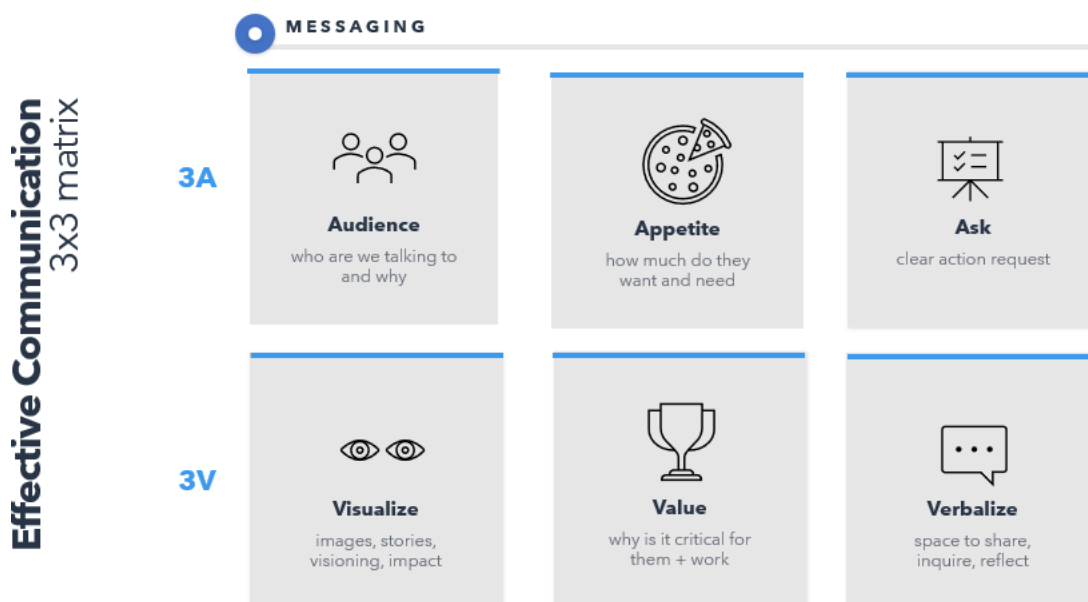 MESSAGING
Effective Communication
3x3 matrix
3A
Audience
who are we talking to
and why
Appetite
how much do they
want and need
Ask
clear action request
3V
Visualize
images, stories,
visioning, impact
Value
why is it critical for
them + work
Verbalize
space to share,
inquire, reflect